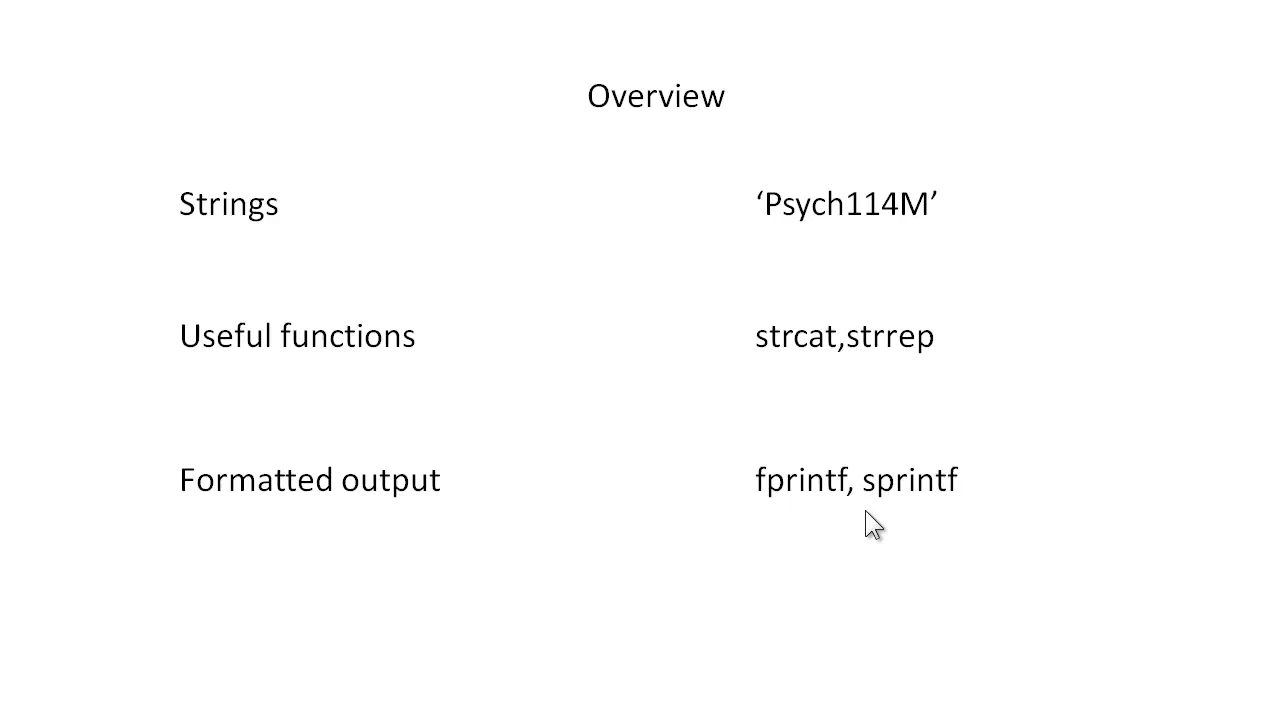 Overview
Strings ‘Psych114M’
Useful functions strcat,strrep
Formatted output fprintf, sprintf